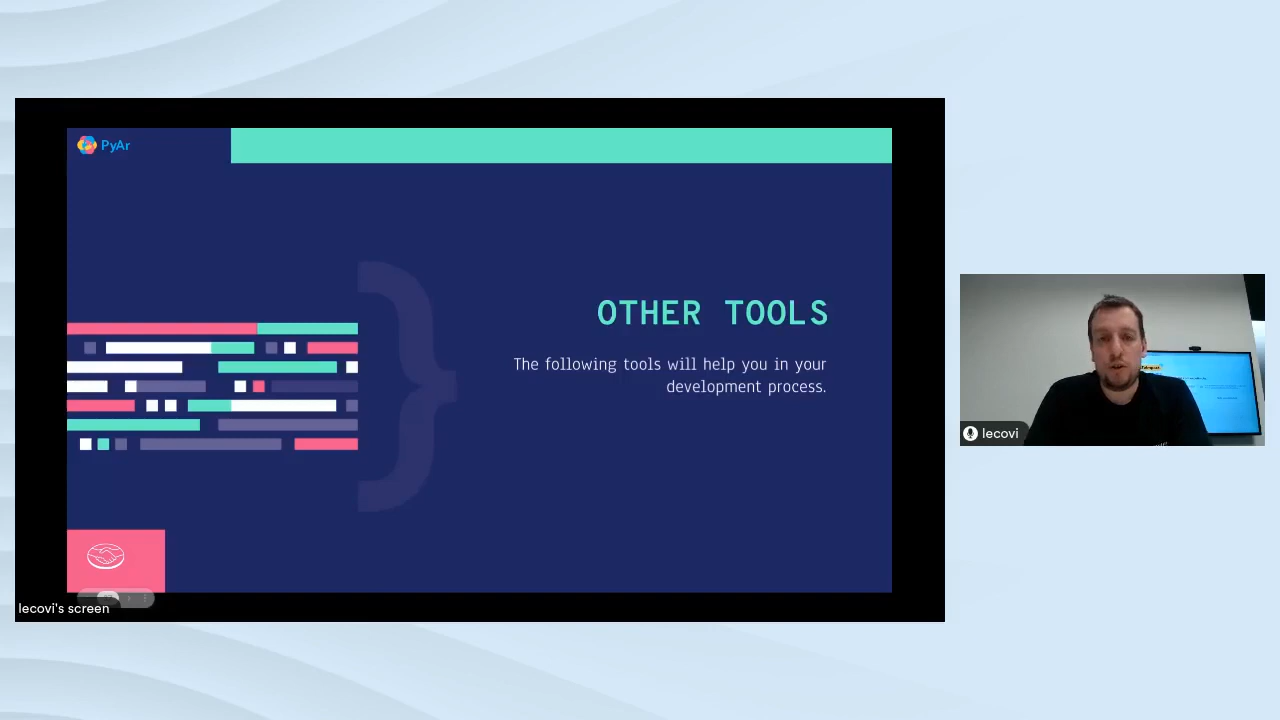 PyAr
OTHER TOOLS
The following tools will help you in your
development process.
lecovi's screen
lecovi